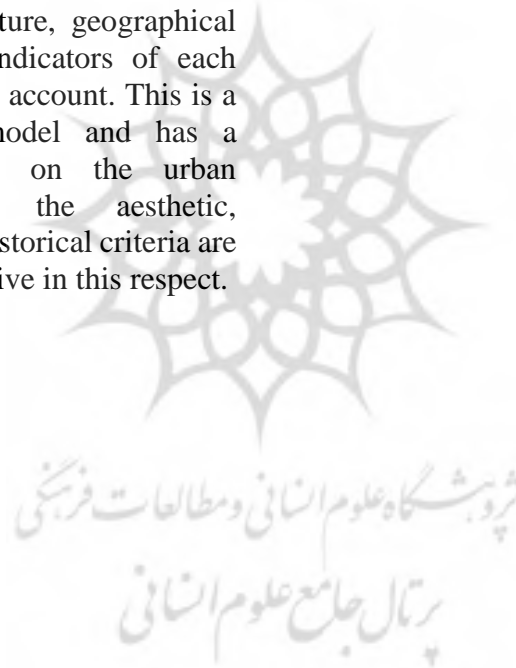 ture, geographical
ndicators of each
account. This is a
nodel and has a
on the urban
the aesthetic,
storical criteria are
ive in this respect.
پژوهشگاه علوم انسانی و مطالعات فرهنگی
پرتال جامع علوم انسانی